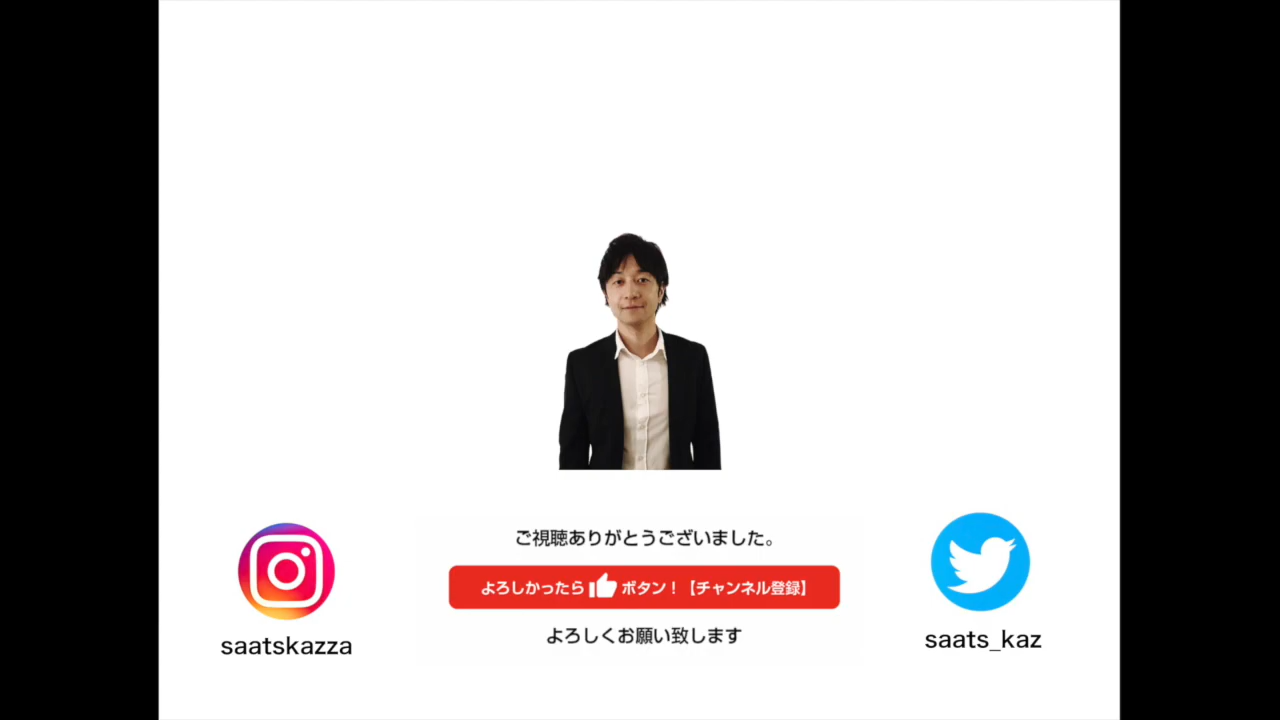 ご視聴ありがとうございました。
よろしかったら ボタン！【チャンネル登録】
よろしくお願い致します
saatskazza
saats_kaz